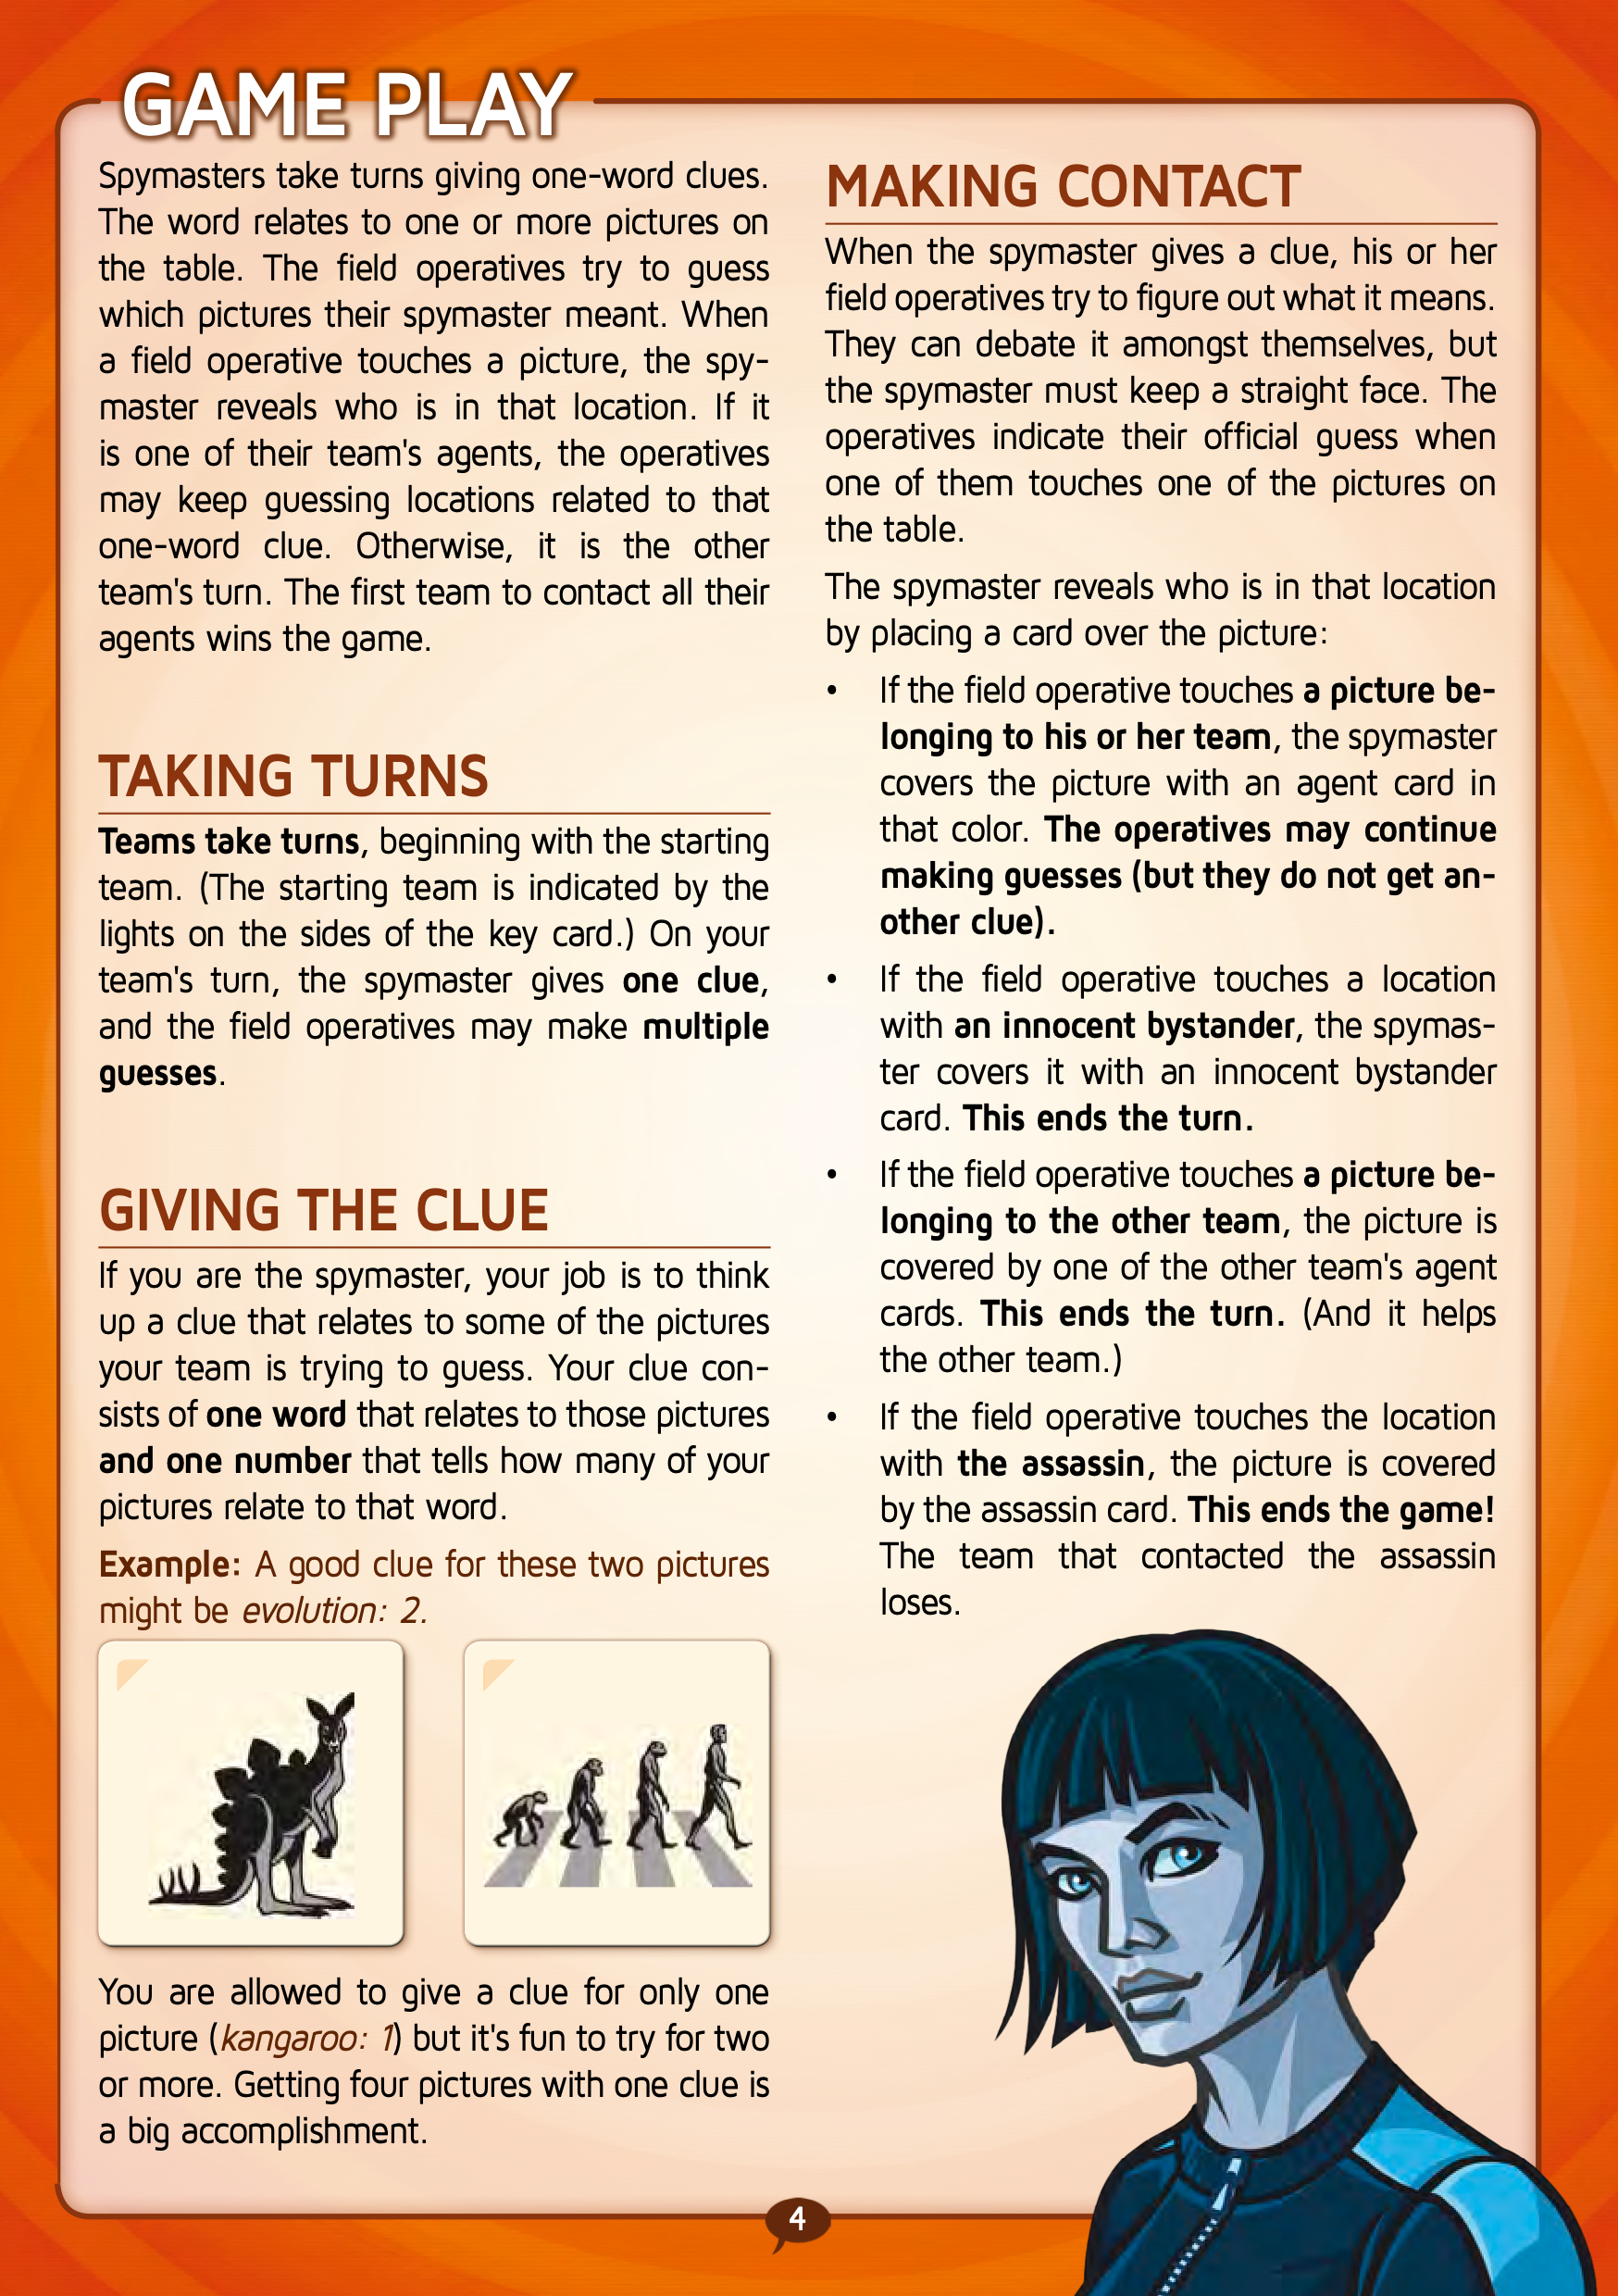 GAME PLAY
Spymasters take turns giving one-word clues.
The word relates to one or more pictures on
the table. The field operatives try to guess
which pictures their spymaster meant. When
a field operative touches a picture, the spy-
master reveals who is in that location. If it
is one of their team's agents, the operatives
may keep guessing locations related to that
one-word clue. Otherwise, it is the other
team's turn. The first team to contact all their
agents wins the game.
TAKING TURNS
Teams take turns, beginning with the starting
team. (The starting team is indicated by the
lights on the sides of the key card.) On your
team's turn, the spymaster gives one clue,
and the field operatives may make multiple
guesses.
GIVING THE CLUE
If you are the spymaster, your job is to think
up a clue that relates to some of the pictures
your team is trying to guess. Your clue con-
sists of one word that relates to those pictures
and one number that tells how many of your
pictures relate to that word.
Example: A good clue for these two pictures
might be evolution: 2.
You are allowed to give a clue for only one
picture (kangaroo: 1) but it's fun to try for two
or more. Getting four pictures with one clue is
a big accomplishment.
MAKING CONTACT
When the spymaster gives a clue, his or her
field operatives try to figure out what it means.
They can debate it amongst themselves, but
the spymaster must keep a straight face. The
operatives indicate their official guess when
one of them touches one of the pictures on
the table.
The spymaster reveals who is in that location
by placing a card over the picture:
• If the field operative touches a picture be-
longing to his or her team, the spymaster
covers the picture with an agent card in
that color. The operatives may continue
making guesses (but they do not get an-
other clue).
• If the field operative touches a location
with an innocent bystander, the spymas-
ter covers it with an innocent bystander
card. This ends the turn.
• If the field operative touches a picture be-
longing to the other team, the picture is
covered by one of the other team's agent
cards. This ends the turn. (And it helps
the other team.)
• If the field operative touches the location
with the assassin, the picture is covered
by the assassin card. This ends the game!
The team that contacted the assassin
loses.
4